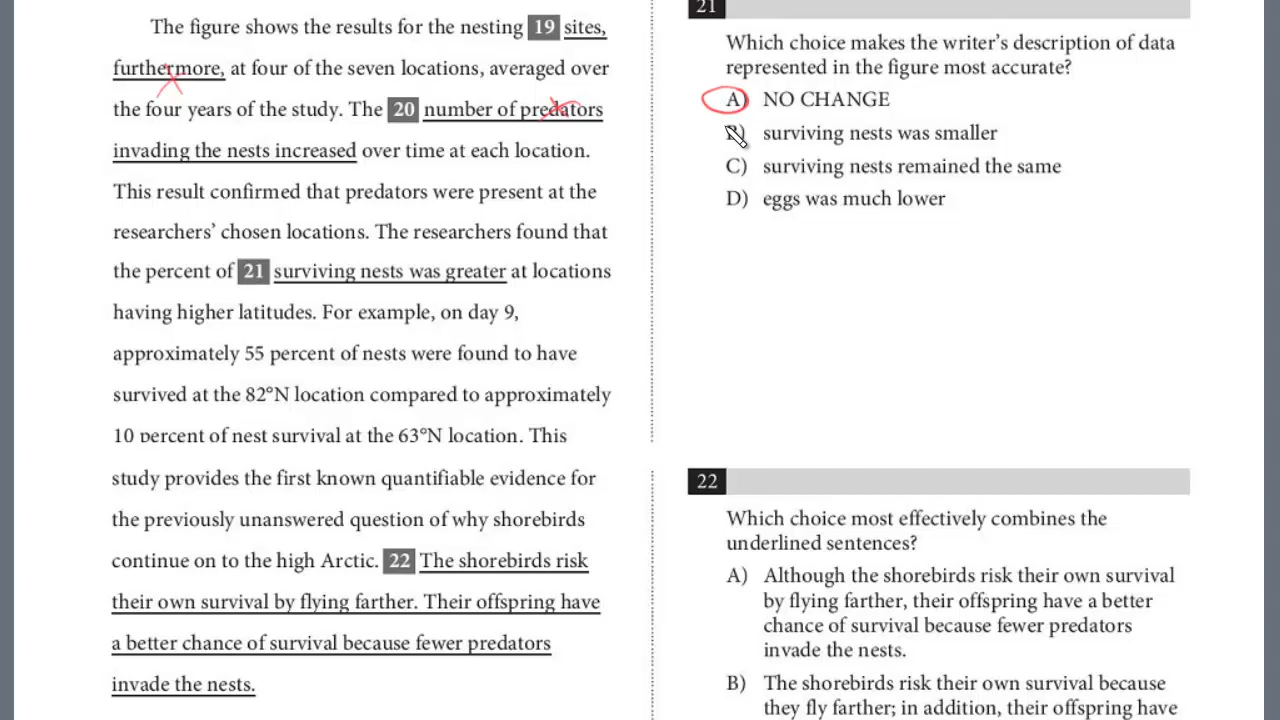 The figure shows the results for the nesting 19 sites,
furthermore, at four of the seven locations, averaged over
the four years of the study. The 20 number of predators
invading the nests increased over time at each location.
This result confirmed that predators were present at the
researchers’ chosen locations. The researchers found that
the percent of 21 surviving nests was greater at locations
having higher latitudes. For example, on day 9,
approximately 55 percent of nests were found to have
survived at the 82°N location compared to approximately
10 percent of nest survival at the 63°N location. This
study provides the first known quantifiable evidence for
the previously unanswered question of why shorebirds
continue on to the high Arctic. 22 The shorebirds risk
their own survival by flying farther. Their offspring have
a better chance of survival because fewer predators
invade the nests.
21
Which choice makes the writer’s description of data
represented in the figure most accurate?
A) NO CHANGE
B) surviving nests was smaller
C) surviving nests remained the same
D) eggs was much lower
22
Which choice most effectively combines the
underlined sentences?
A) Although the shorebirds risk their own survival
by flying farther, their offspring have a better
chance of survival because fewer predators
invade the nests.
B) The shorebirds risk their own survival because
they fly farther; in addition, their offspring have